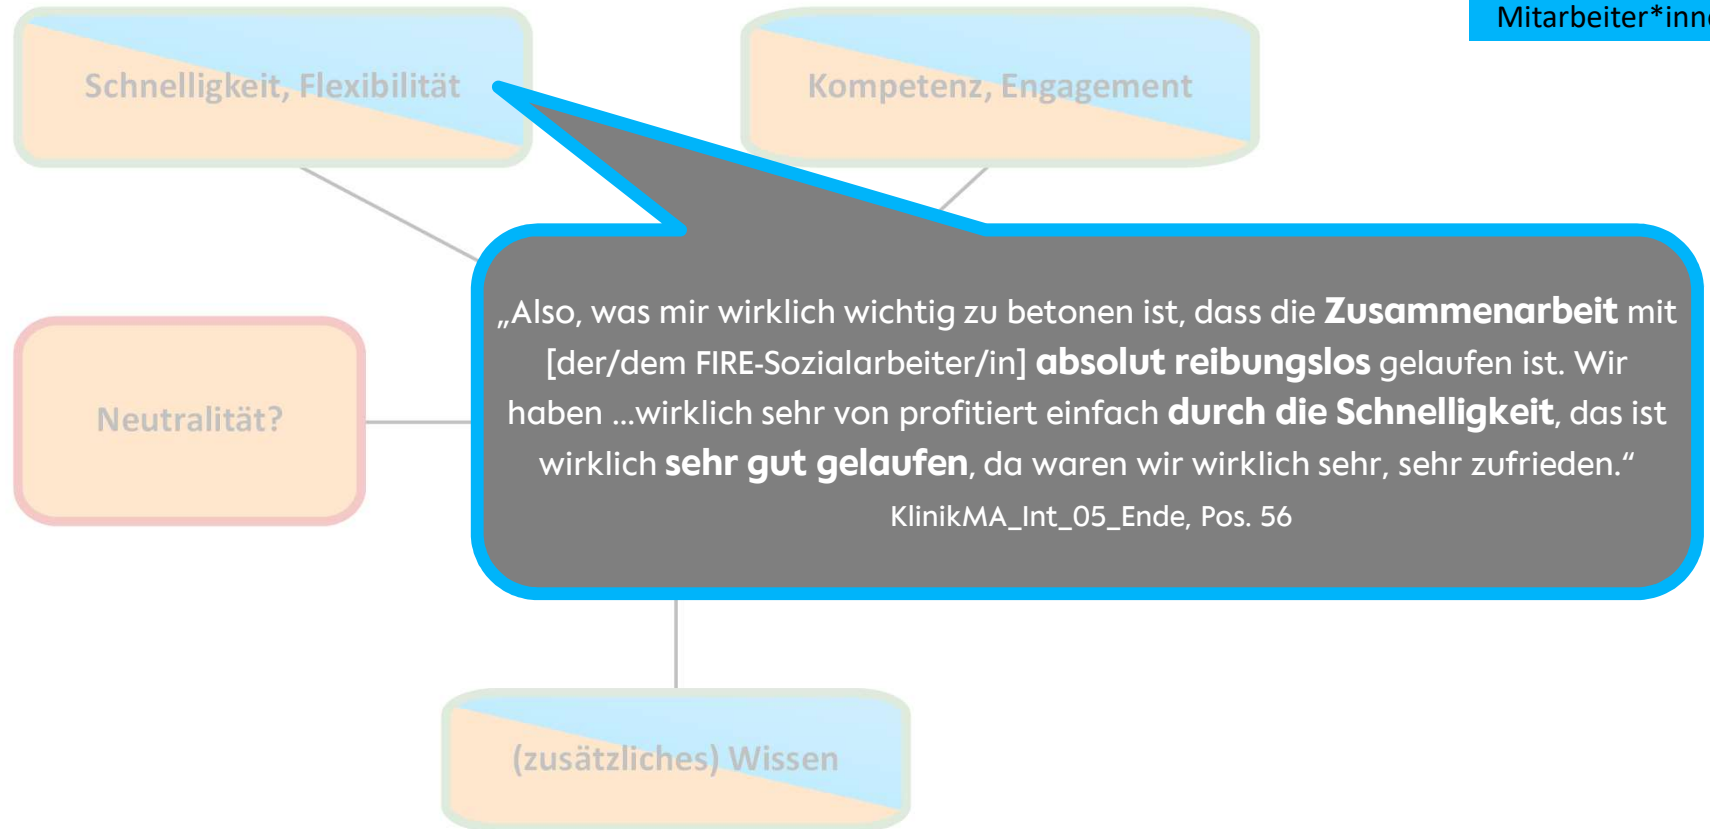 Mitarbeiter*inne
Schnelligkeit, Flexibilität
Kompetenz, Engagement
„Also, was mir wirklich wichtig zu betonen ist, dass die Zusammenarbeit mit
[der/dem FIRE-Sozialarbeiter/in] absolut reibungslos gelaufen ist. Wir
haben ...wirklich sehr von profitiert einfach durch die Schnelligkeit, das ist
wirklich sehr gut gelaufen, da waren wir wirklich sehr, sehr zufrieden.“
KlinikMA_Int_05_Ende, Pos. 56
Neutralität?
(zusätzliches) Wissen